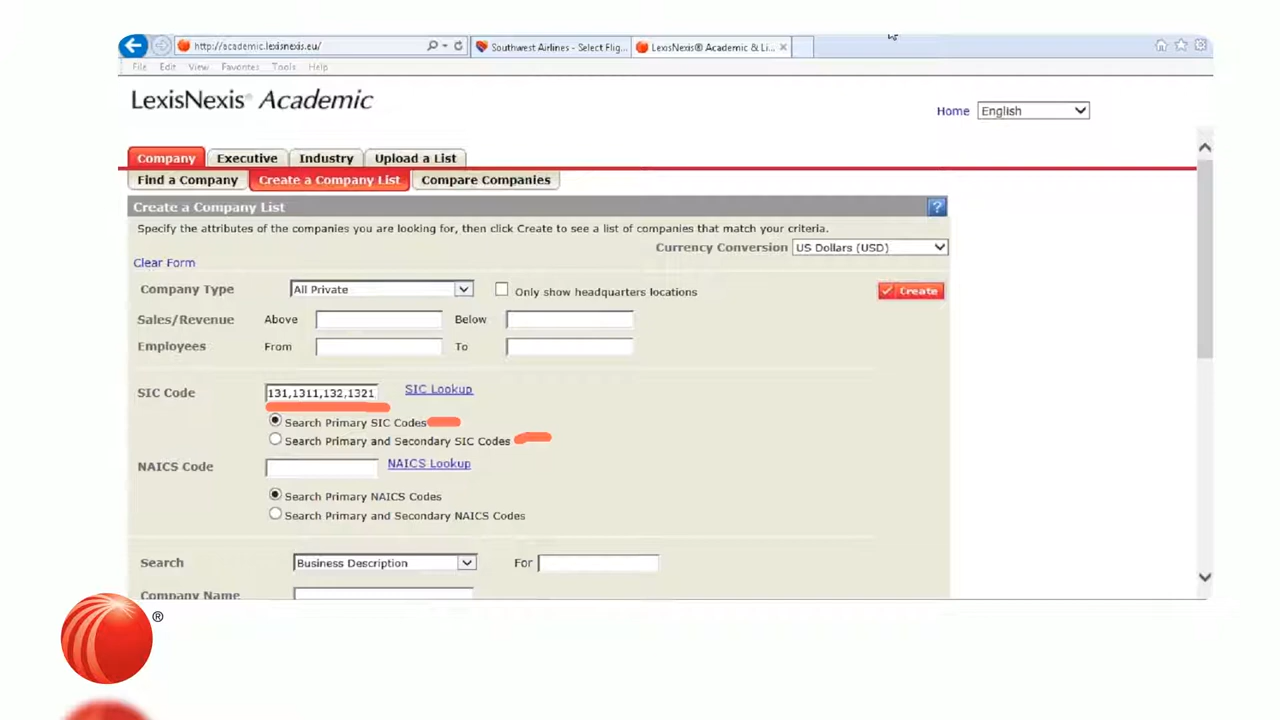 http://academic.lexisnexis.eu/
Southwest Airlines - Select Flig...
LexisNexis® Academic & Li...
File Edit View Favorites Tools Help
LexisNexis® Academic
Home English
Company Executive Industry Upload a List
Find a Company Create a Company List Compare Companies
Create a Company List ?
Specify the attributes of the companies you are looking for, then click Create to see a list of companies that match your criteria.
Currency Conversion US Dollars (USD)
Clear Form
Company Type All Private Only show headquarters locations Create
Sales/Revenue Above Below
Employees From To
SIC Code 131,1311,132,1321 SIC Lookup
Search Primary SIC Codes
Search Primary and Secondary SIC Codes
NAICS Code NAICS Lookup
Search Primary NAICS Codes
Search Primary and Secondary NAICS Codes
Search Business Description For
Company Name
®